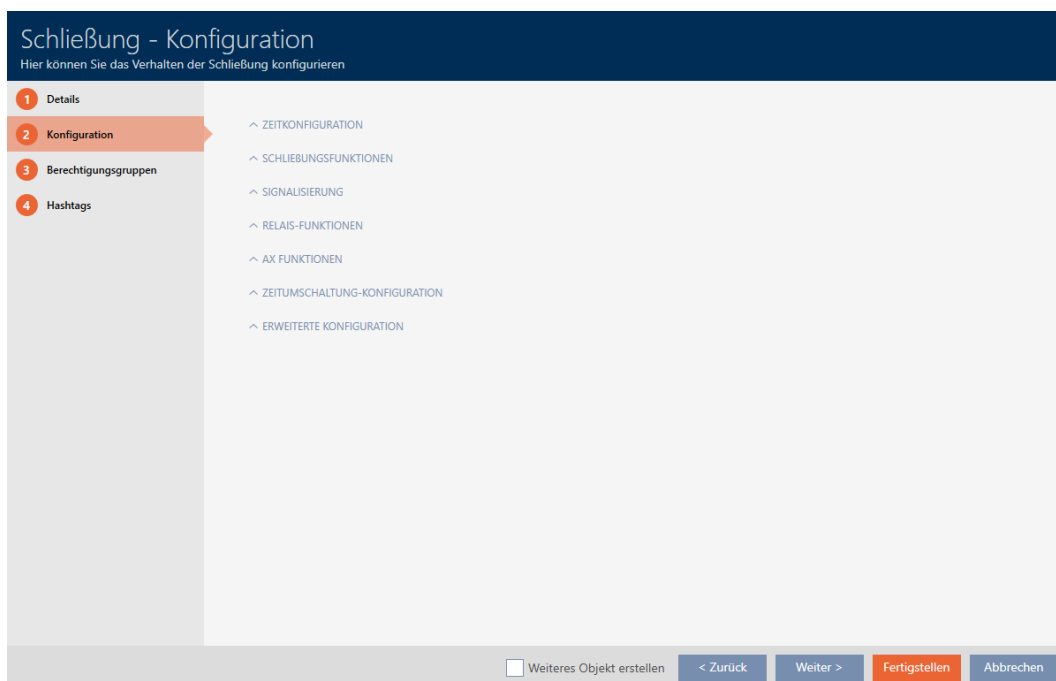 Schließung - Konfiguration
Hier können Sie das Verhalten der Schließung konfigurieren
1 Details
2 Konfiguration
3 Berechtigungsgruppen
4 Hashtags
ZEITKONFIGURATION
SCHLIEßUNGSFUNKTIONEN
SIGNALISIERUNG
RELAIS-FUNKTIONEN
AX FUNKTIONEN
ZEITUMSCHALTUNG-KONFIGURATION
ERWEITERTE KONFIGURATION
Weiteres Objekt erstellen
< Zurück
Weiter >
Fertigstellen
Abbrechen